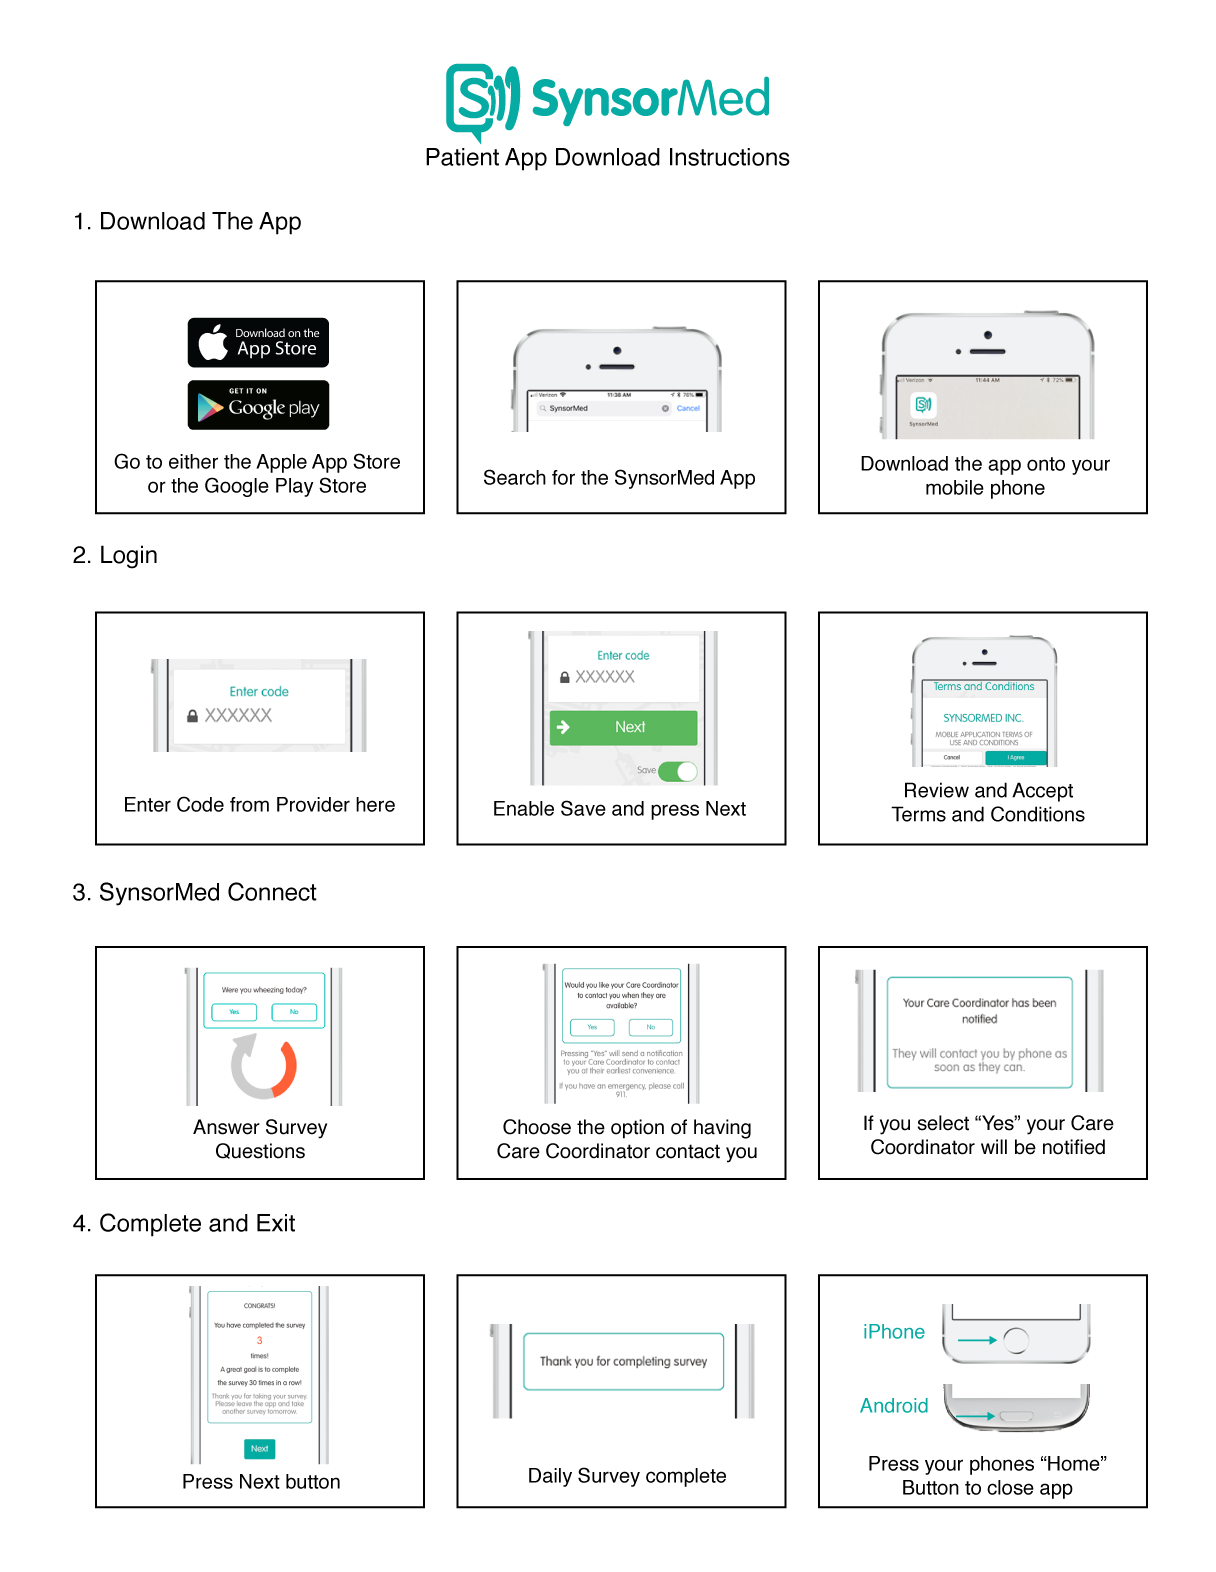 SynsorMed
Patient App Download Instructions
1. Download The App
Download on the
App Store
GET IT ON
Google play
Go to either the Apple App Store
or the Google Play Store
Verizon 11:38 AM 76%
SynsorMed Cancel
Search for the SynsorMed App
Verizon 11:44 AM 72%
SynsorMed
Download the app onto your
mobile phone
2. Login
Enter code
XXXXXX
Enter Code from Provider here
Enter code
XXXXXX
Next
Save
Enable Save and press Next
Terms and Conditions
SYNSORMED INC.
MOBLE APPLICATION TERMS OF
USE AND CONDITIONS
Cancel I Agree
Review and Accept
Terms and Conditions
3. SynsorMed Connect
Were you wheezing today?
Yes No
Answer Survey
Questions
Would you like your Care Coordinator
to contact you when they are
available?
Yes No
Pressing "Yes" will send a notification
to your Care Coordinator to contact
you at their earliest convenience.
If you have an emergency, please call
911.
Choose the option of having
Care Coordinator contact you
Your Care Coordinator has been
notified
They will contact you by phone as
soon as they can.
If you select “Yes” your Care
Coordinator will be notified
4. Complete and Exit
CONGRATS!
You have completed the survey
3
times!
A great goal is to complete
the survey 30 times in a row!
Thank you for taking your survey.
Please leave the app and take
another survey tomorrow.
Next
Press Next button
Thank you for completing survey
Daily Survey complete
iPhone
Android
Press your phones “Home”
Button to close app